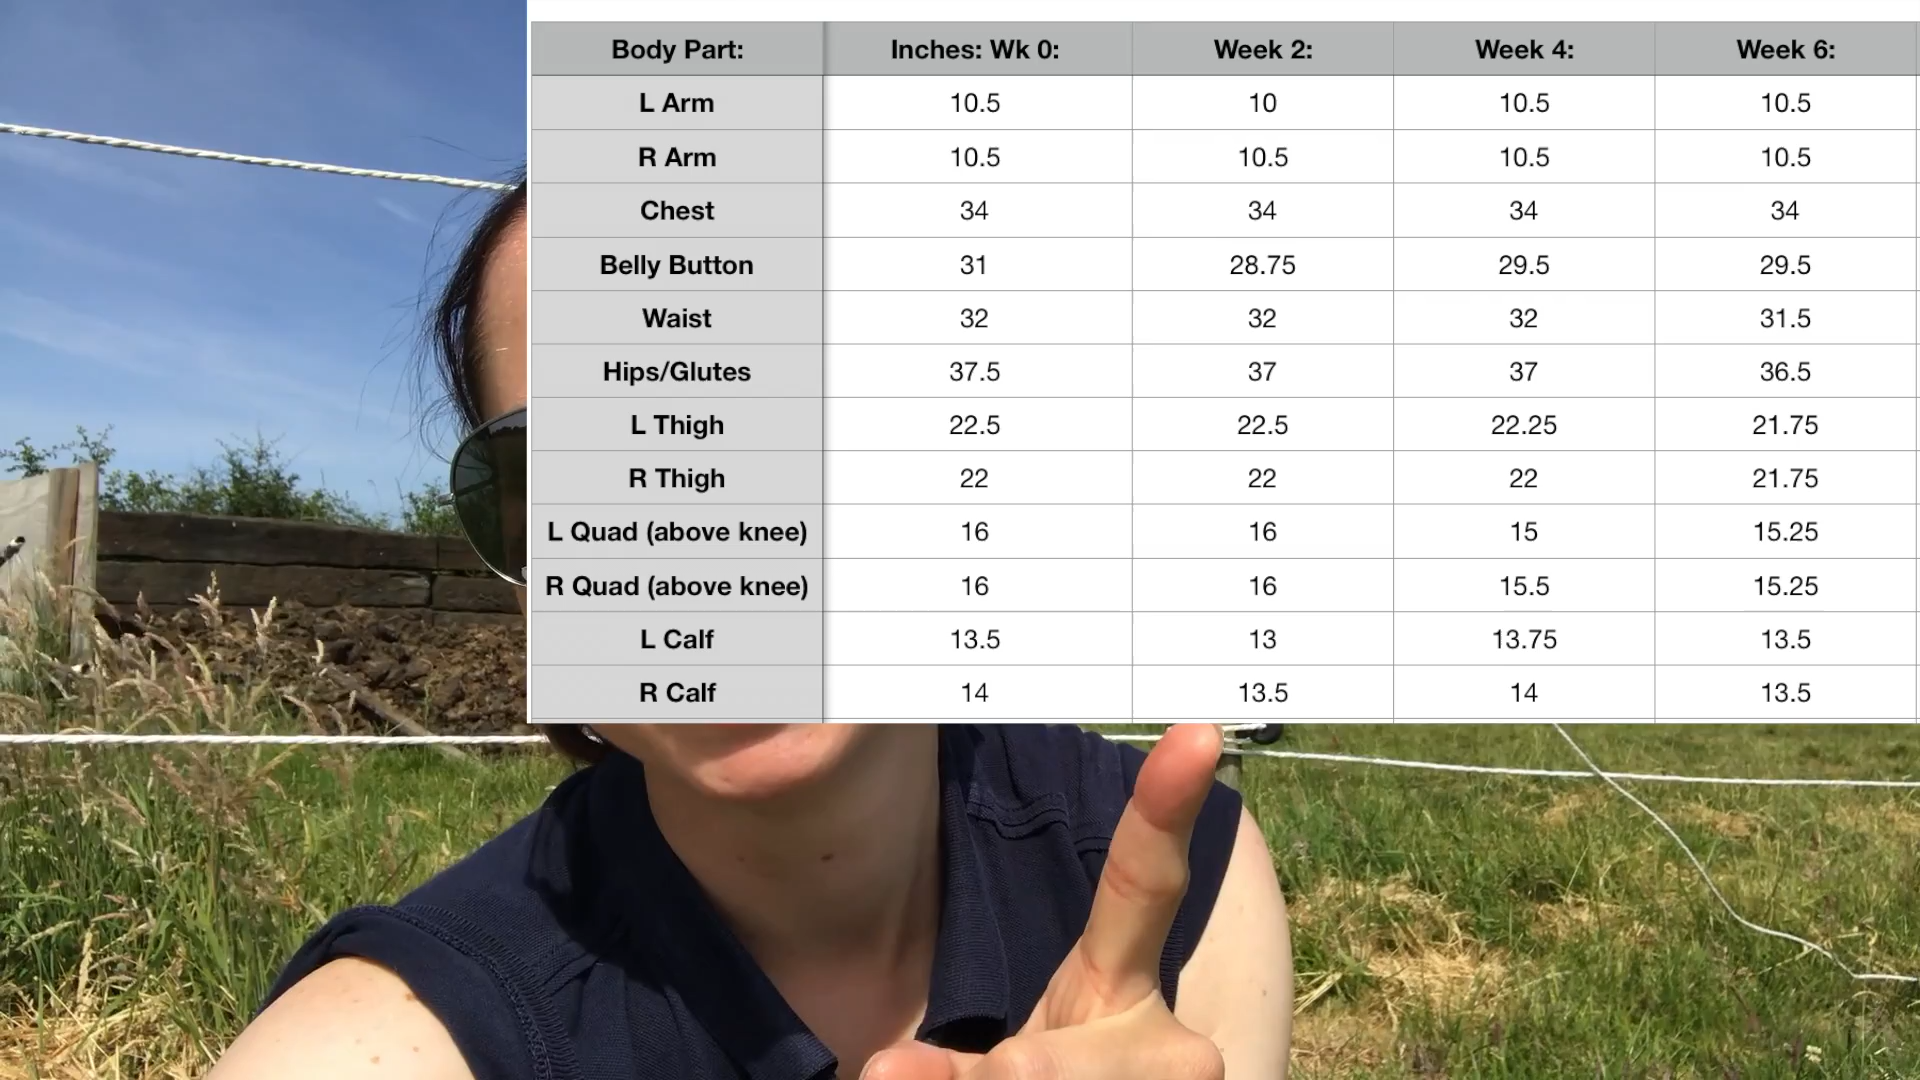 Body Part: Inches: Wk 0: Week 2: Week 4: Week 6:
L Arm 10.5 10 10.5 10.5
R Arm 10.5 10.5 10.5 10.5
Chest 34 34 34 34
Belly Button 31 28.75 29.5 29.5
Waist 32 32 32 31.5
Hips/Glutes 37.5 37 37 36.5
L Thigh 22.5 22.5 22.25 21.75
R Thigh 22 22 22 21.75
L Quad (above knee) 16 16 15 15.25
R Quad (above knee) 16 16 15.5 15.25
L Calf 13.5 13 13.75 13.5
R Calf 14 13.5 14 13.5